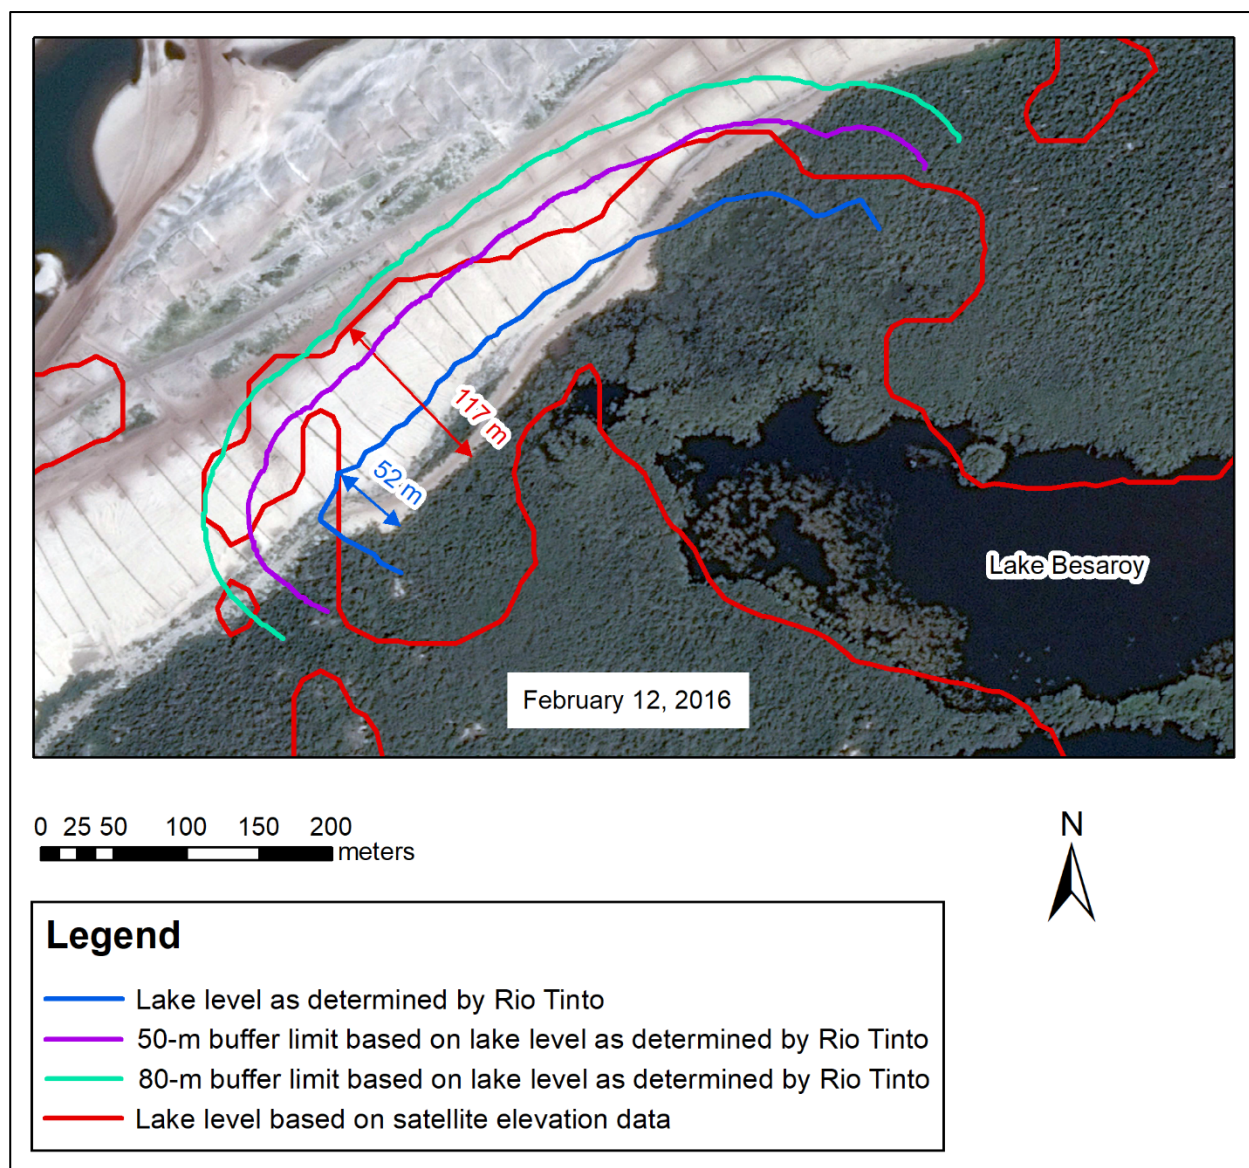 117 m
52 m
Lake Besaroy
February 12, 2016
0 25 50 100 150 200
meters
N
Legend
Lake level as determined by Rio Tinto
50-m buffer limit based on lake level as determined by Rio Tinto
80-m buffer limit based on lake level as determined by Rio Tinto
Lake level based on satellite elevation data